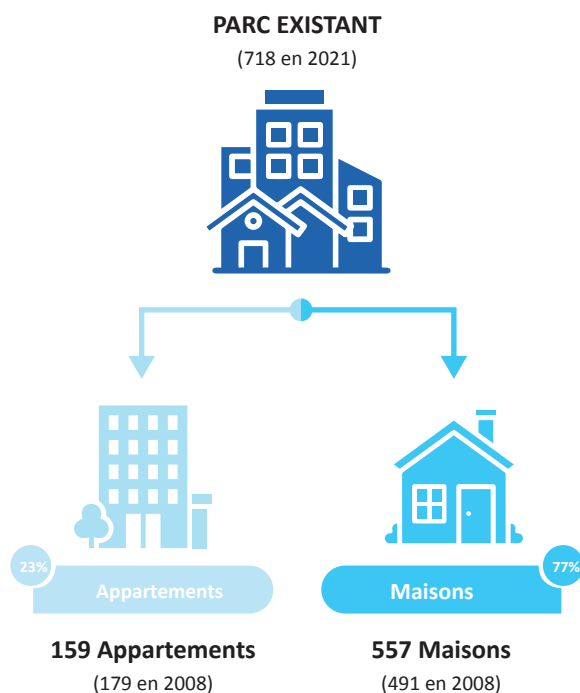 PARC EXISTANT
(718 en 2021)
23%
Appartements
77%
Maisons
159 Appartements
(179 en 2008)
557 Maisons
(491 en 2008)